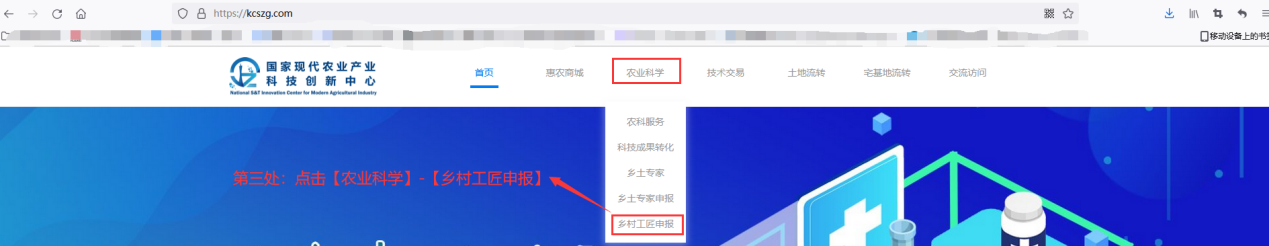 https://kcszg.com
移动设备上的书
国家现代农业产业
科技创新中心
National S&T Innovation Center for Modern Agricultural Industry
首页 惠农商城 农业科学 技术交易 土地流转 宅基地流转 交流访问
农科服务
科技成果转化
乡土专家
乡土专家申报
乡村工匠申报
第三处：点击【农业科学】-【乡村工匠申报】